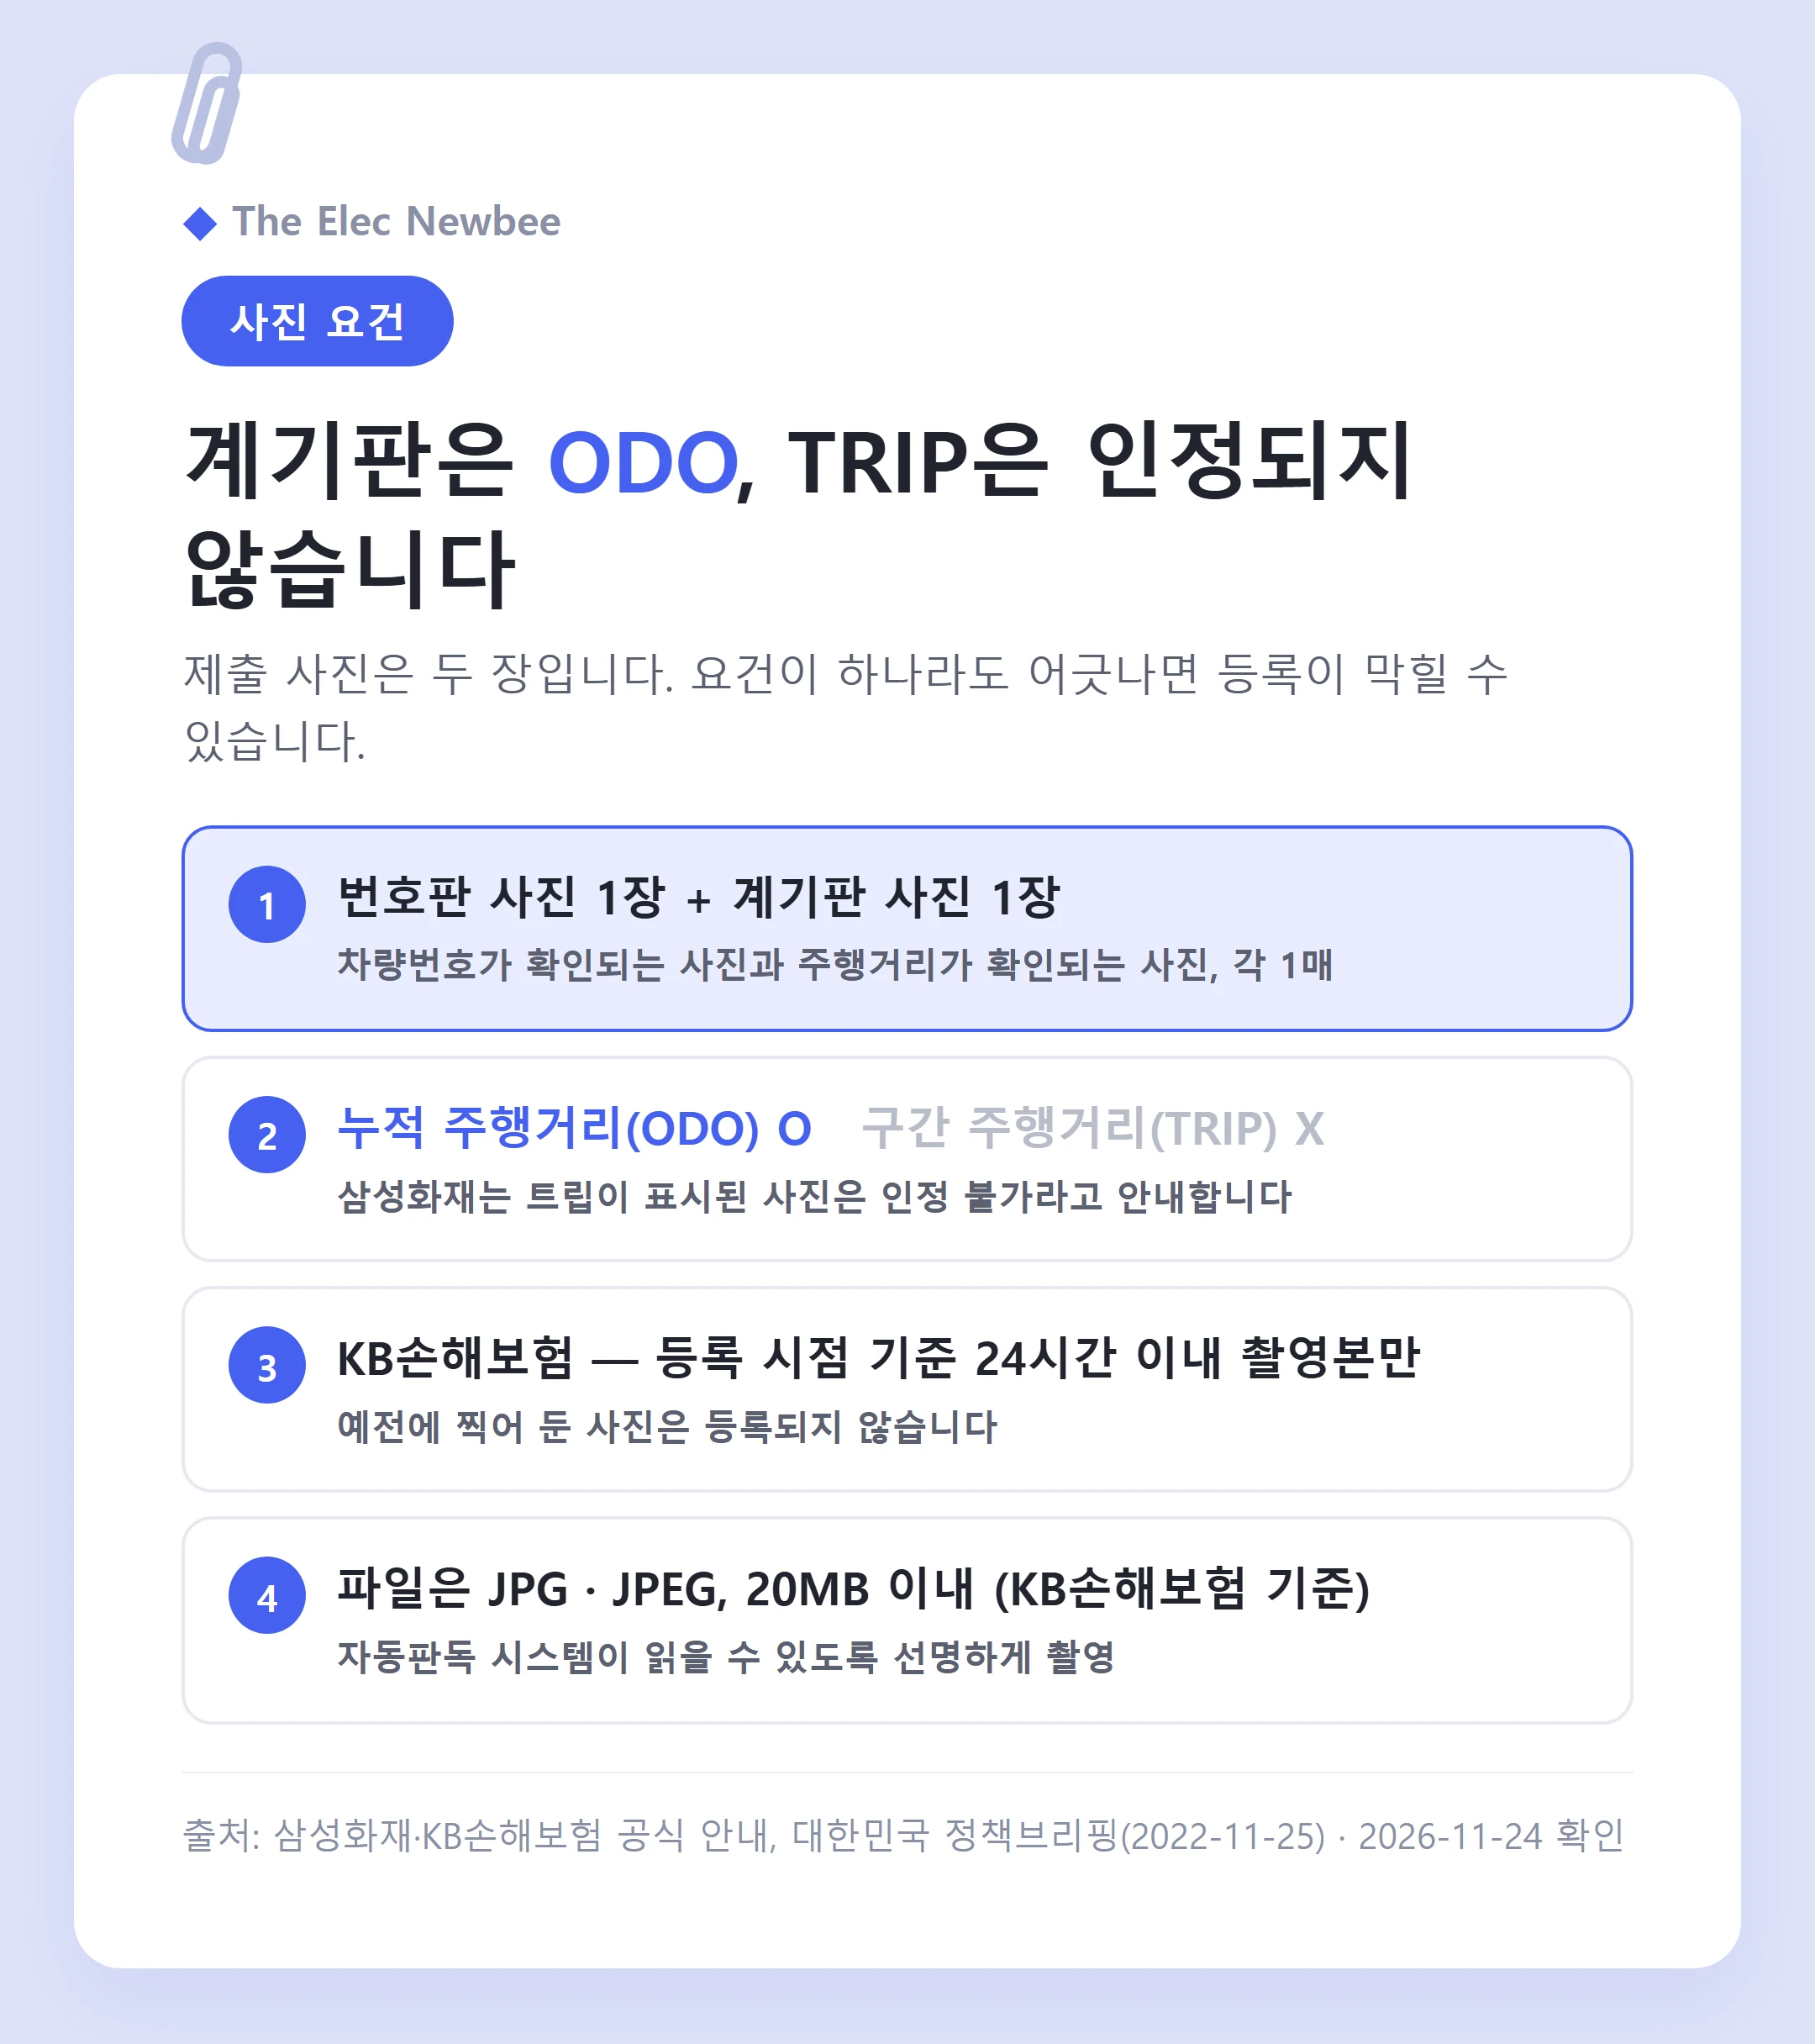 The Elec Newbee
사진 요건
계기판은 ODO, TRIP은 인정되지
않습니다
제출 사진은 두 장입니다. 요건이 하나라도 어긋나면 등록이 막힐 수
있습니다.
1 번호판 사진 1장 + 계기판 사진 1장
차량번호가 확인되는 사진과 주행거리가 확인되는 사진, 각 1매
2 누적 주행거리(ODO) O 구간 주행거리(TRIP) X
삼성화재는 트립이 표시된 사진은 인정 불가라고 안내합니다
3 KB손해보험 — 등록 시점 기준 24시간 이내 촬영본만
예전에 찍어 둔 사진은 등록되지 않습니다
4 파일은 JPG · JPEG, 20MB 이내 (KB손해보험 기준)
자동판독 시스템이 읽을 수 있도록 선명하게 촬영
출처: 삼성화재·KB손해보험 공식 안내, 대한민국 정책브리핑(2022-11-25) · 2026-11-24 확인